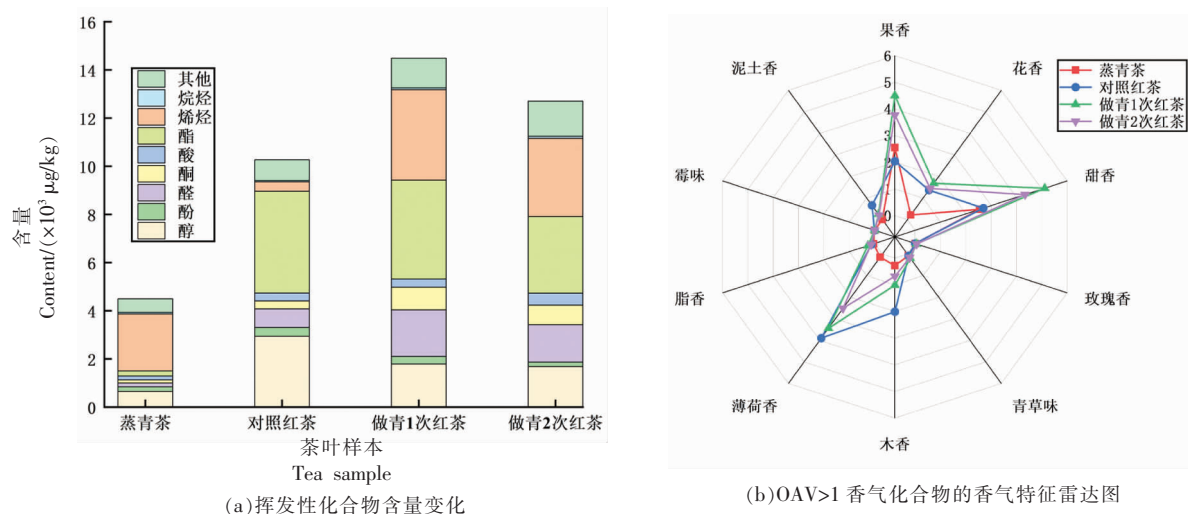 16
14
12
10
8
6
4
2
0
含量
Content/(×10³ μg/kg)
其他
烷烃
烯烃
酯
酸
酮
醛
酚
醇
蒸青茶
对照红茶
做青1次红茶
做青2次红茶
茶叶样本
Tea sample
(a)挥发性化合物含量变化
果香
花香
甜香
玫瑰香
青草味
木香
薄荷香
脂香
霉味
泥土香
6
5
4
3
2
1
0
蒸青茶
对照红茶
做青1次红茶
做青2次红茶
(b)OAV>1 香气化合物的香气特征雷达图